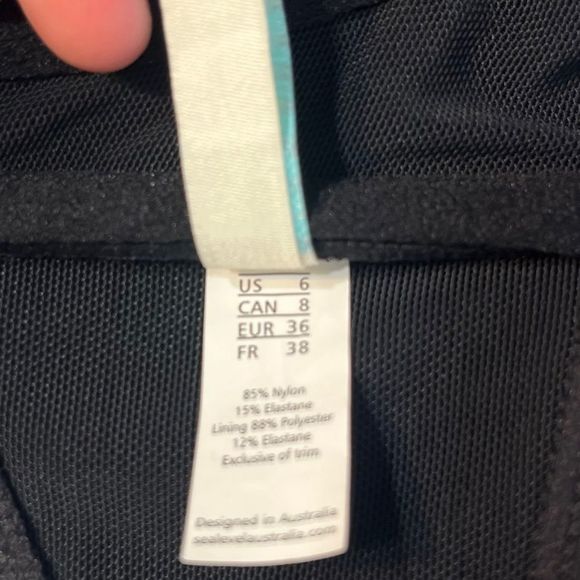 US 6
CAN 8
EUR 36
FR 38
85% Nylon
15% Elastane
Lining 88% Polyester
12% Elastane
Exclusive of trim
Designed in Australia
sealevelaustralia.com